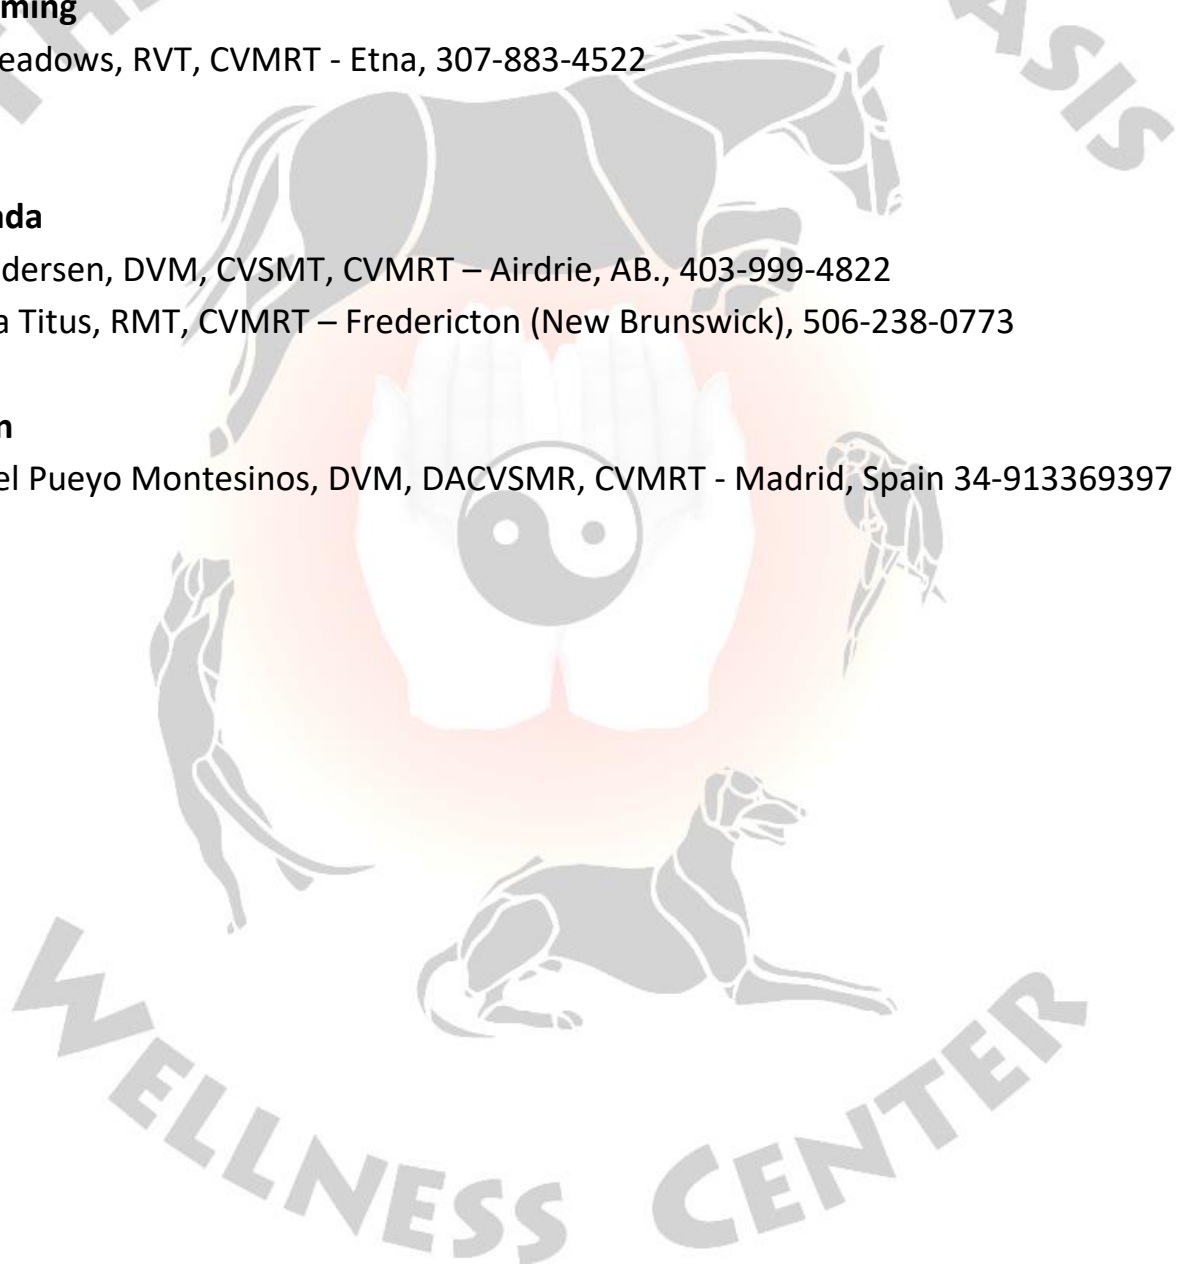 ming
eadows, RVT, CVMRT - Etna, 307-883-4522
ada
dersen, DVM, CVSMT, CVMRT – Airdrie, AB., 403-999-4822
a Titus, RMT, CVMRT – Fredericton (New Brunswick), 506-238-0773
n
el Pueyo Montesinos, DVM, DACVSMR, CVMRT - Madrid, Spain 34-913369397
ASIS
WELLNESS CENTER